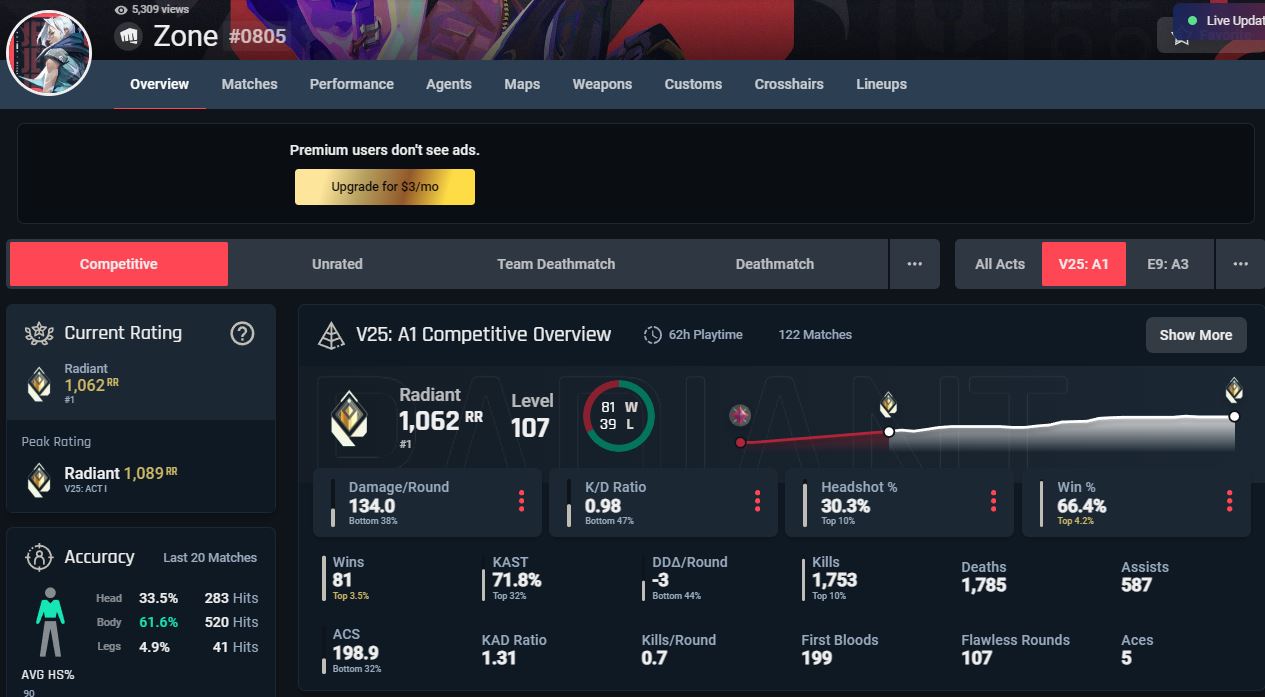 5,309 views
Zone #0805
Live Updat
Favorite
Overview Matches Performance Agents Maps Weapons Customs Crosshairs Lineups
Premium users don't see ads.
Upgrade for $3/mo
Competitive Unrated Team Deathmatch Deathmatch ••• All Acts V25: A1 E9: A3 •••
Current Rating ?
Radiant
1,062 RR
#1
Peak Rating
Radiant 1,089 RR
V25: ACT I
Accuracy Last 20 Matches
Head 33.5% 283 Hits
Body 61.6% 520 Hits
Legs 4.9% 41 Hits
AVG HS%
90
V25: A1 Competitive Overview 62h Playtime 122 Matches Show More
RADIANT
Radiant
1,062 RR
#1
Level
107
81 W
39 L
Damage/Round
134.0
Bottom 38%
K/D Ratio
0.98
Bottom 47%
Headshot %
30.3%
Top 10%
Win %
66.4%
Top 4.2%
Wins
81
Top 3.5%
KAST
71.8%
Top 32%
DDΔ/Round
-3
Bottom 44%
Kills
1,753
Top 10%
Deaths
1,785
Assists
587
ACS
198.9
Bottom 32%
KAD Ratio
1.31
Kills/Round
0.7
First Bloods
199
Flawless Rounds
107
Aces
5